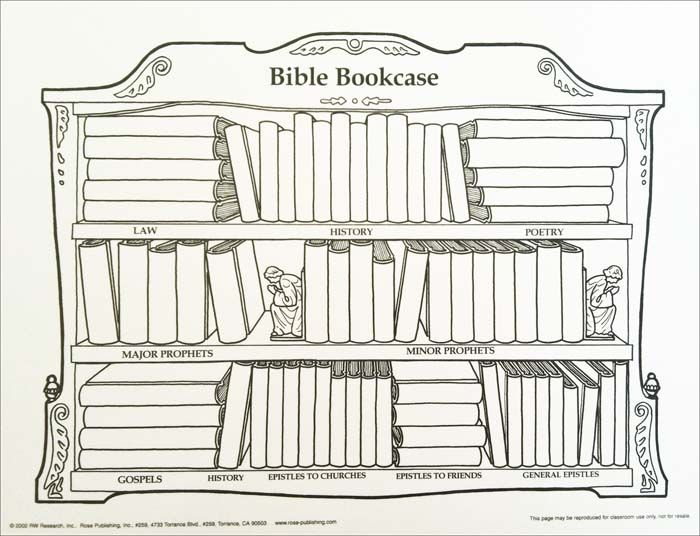 Bible Bookcase
LAW HISTORY POETRY
MAJOR PROPHETS MINOR PROPHETS
GOSPELS HISTORY EPISTLES TO CHURCHES EPISTLES TO FRIENDS GENERAL EPISTLES
© 2002 RW Research, Inc. Rose Publishing, Inc., #259, 4733 Torrance Blvd., #259, Torrance, CA 90503 www.rose-publishing.com
This page may be reproduced for classroom use only, not for resale.